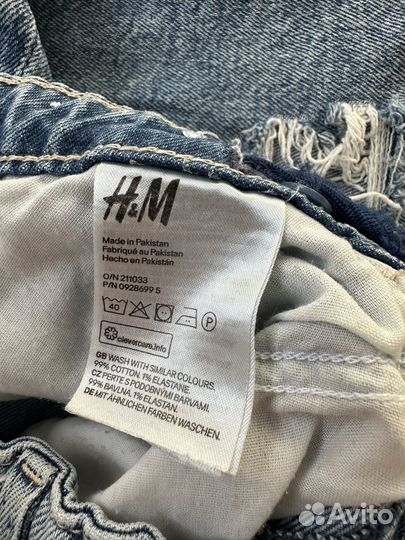 H&M
Made in Pakistan
Fabriqué au Pakistan
Hecho en Pakistán
O/N 211033
P/N 0928699 5
40 P
clevercare.info
GB WASH WITH SIMILAR COLOURS.
99% COTTON, 1% ELASTANE.
CZ PERTE S PODOBNÝMI BARVAMI.
99% BAVLNA, 1% ELASTAN.
DE MIT ÄHNLICHEN FARBEN WASCHEN.
Avito